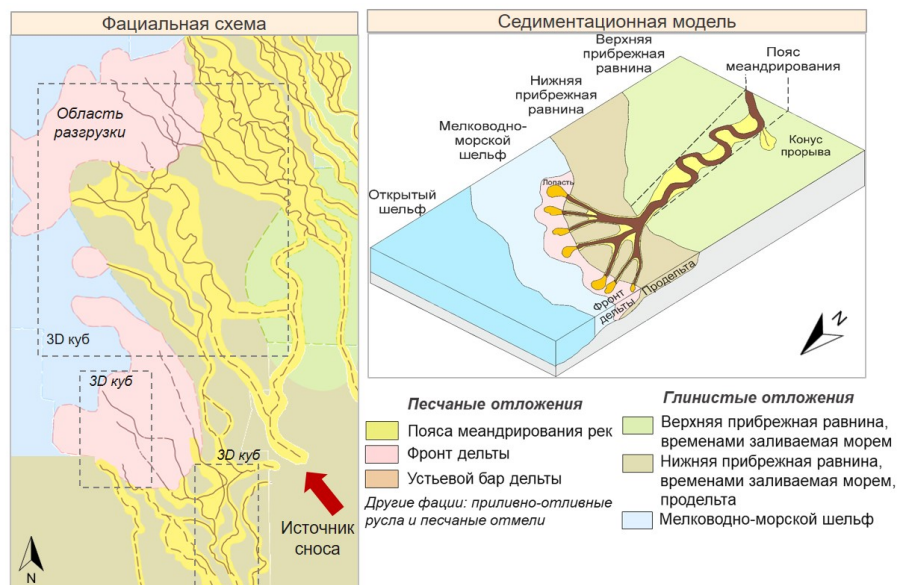 Фациальная схема
Область
разгрузки
3D куб
3D куб
3D куб
Источник
сноса
N
Седиментационная модель
Верхняя
прибрежная
равнина
Пояс
меандрирования
Нижняя
прибрежная
равнина
Мелководно-
морской
шельф
Открытый
шельф
Конус
прорыва
Лопасть
Фронт
дельты
Продельта
N
Песчаные отложения
Пояса меандрирования рек
Фронт дельты
Устьевой бар дельты
Другие фации: приливно-отливные
русла и песчаные отмели
Глинистые отложения
Верхняя прибрежная равнина,
временами заливаемая морем
Нижняя прибрежная равнина,
временами заливаемая морем,
продельта
Мелководно-морской шельф